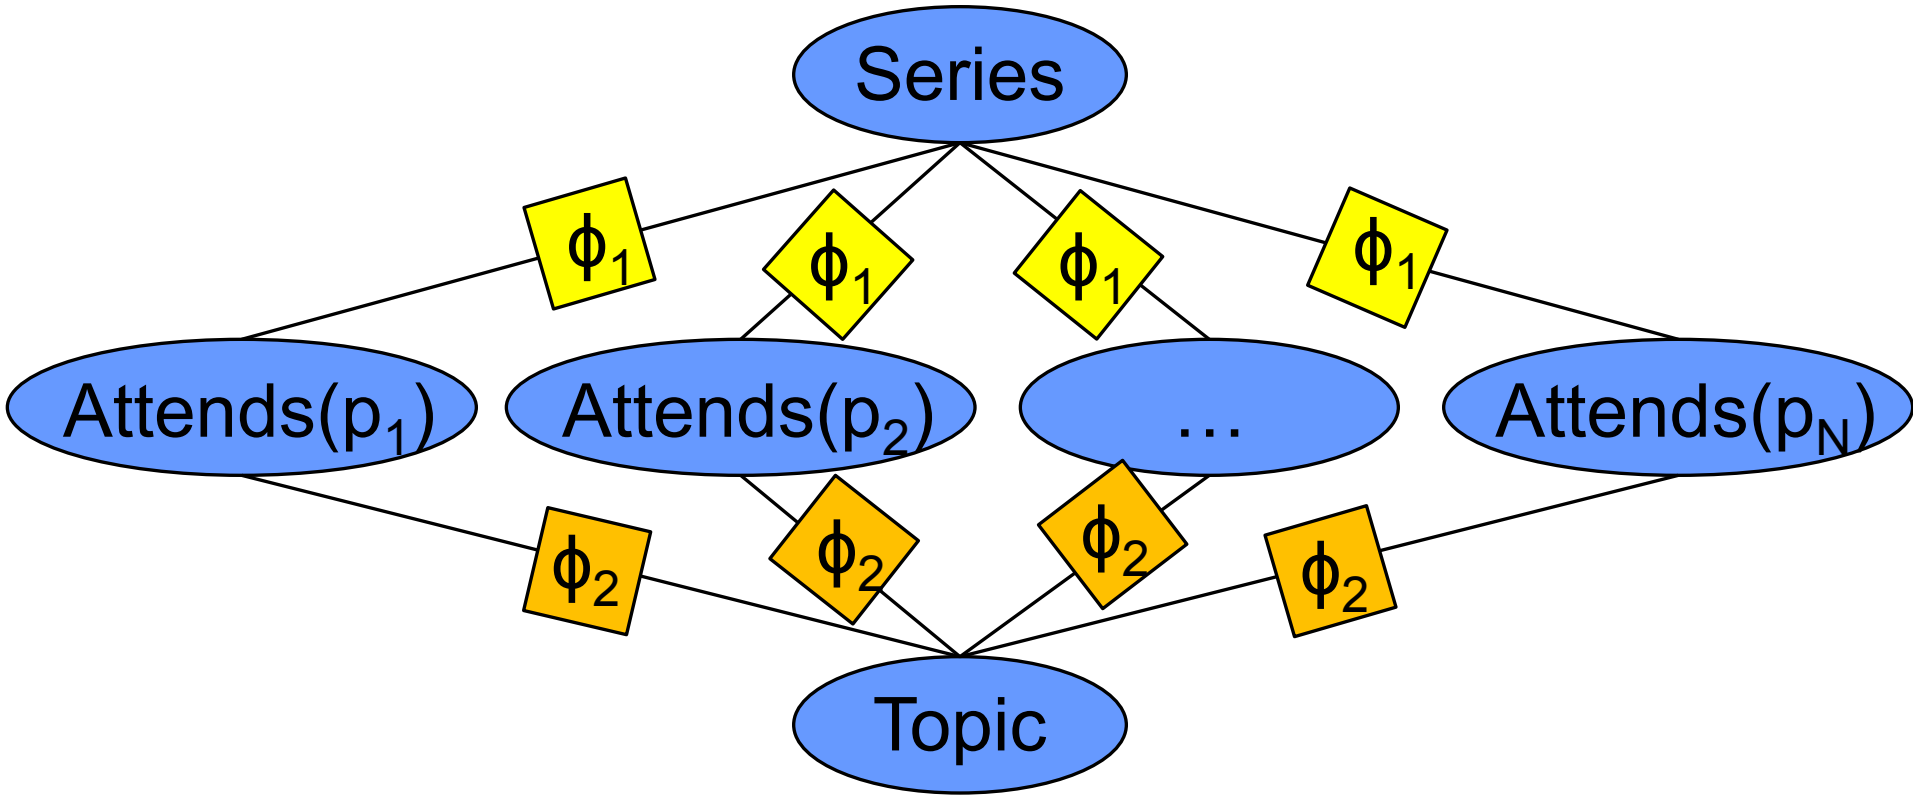 Series
ϕ1 ϕ1 ϕ1 ϕ1
Attends(p1) Attends(p2) … Attends(pN)
ϕ2 ϕ2 ϕ2 ϕ2
Topic